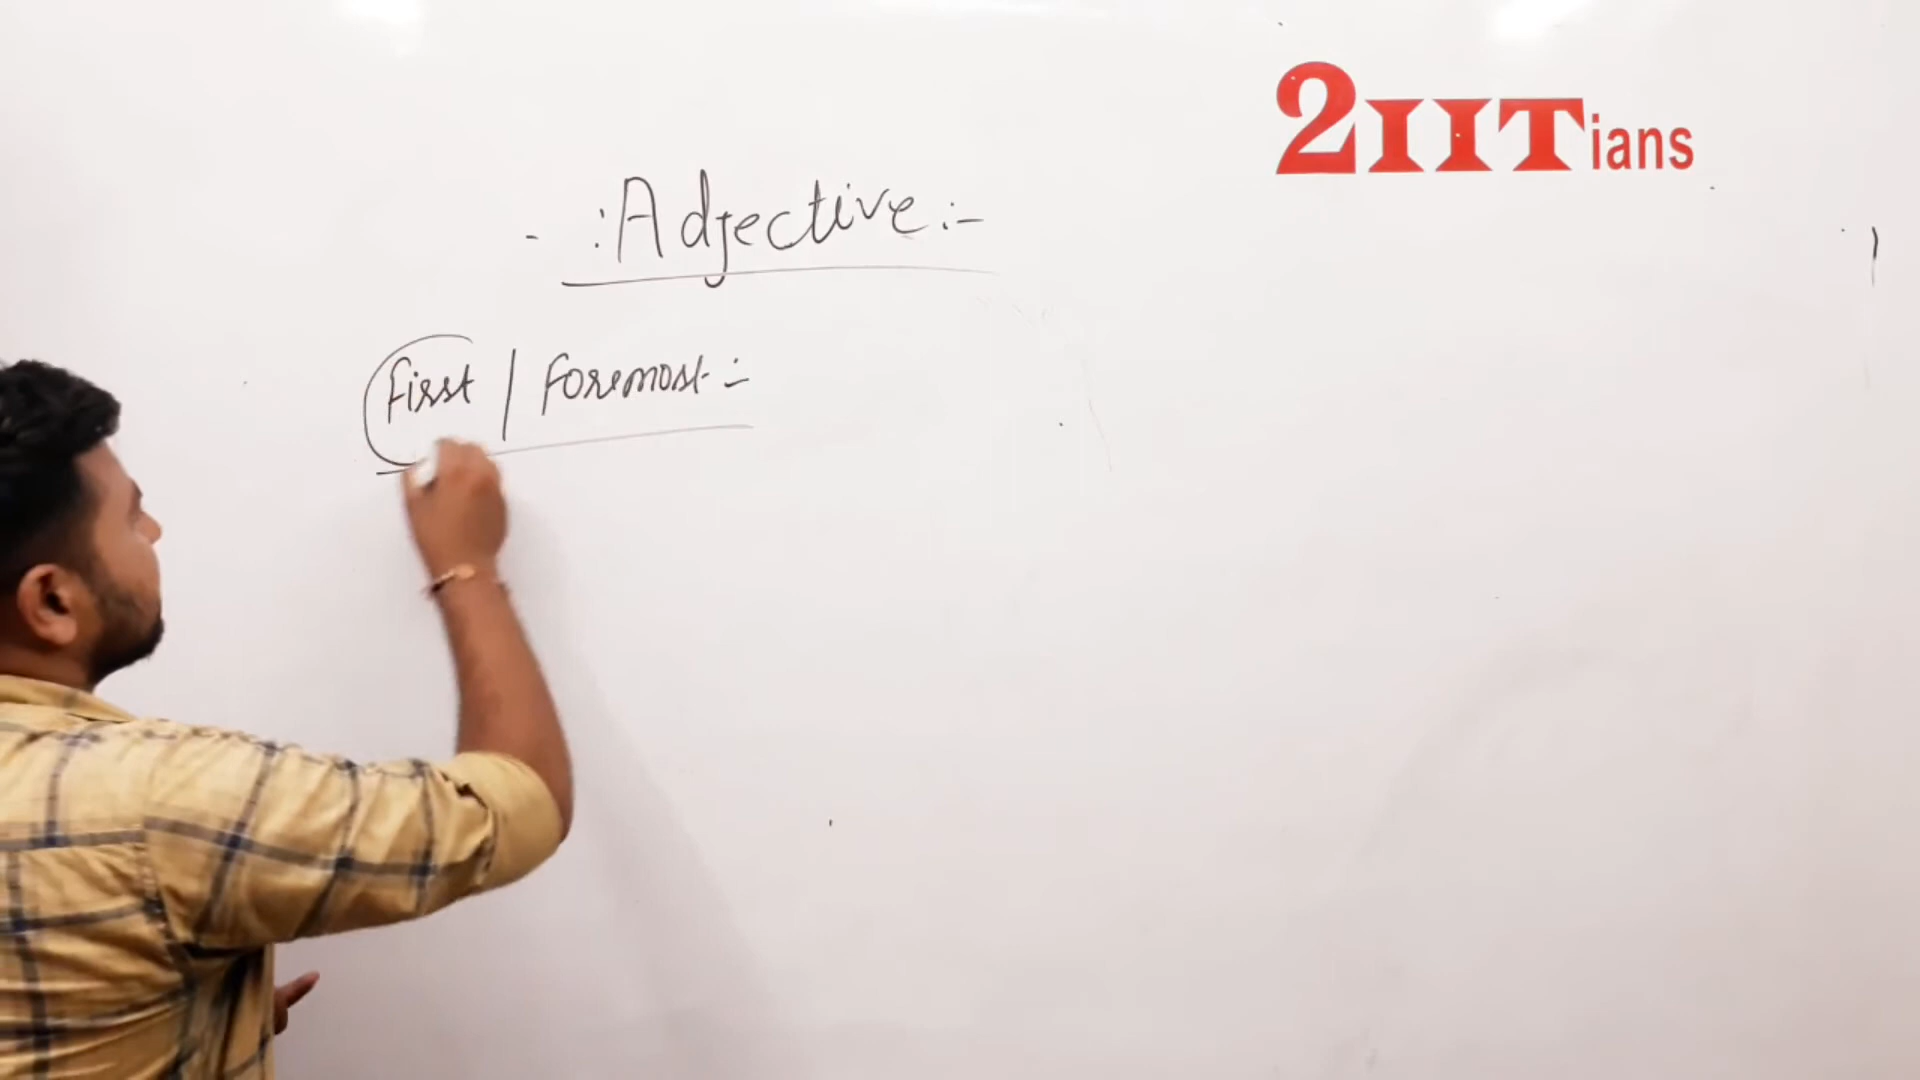 2IITians
- :Adjective:-
First / Foremost :-